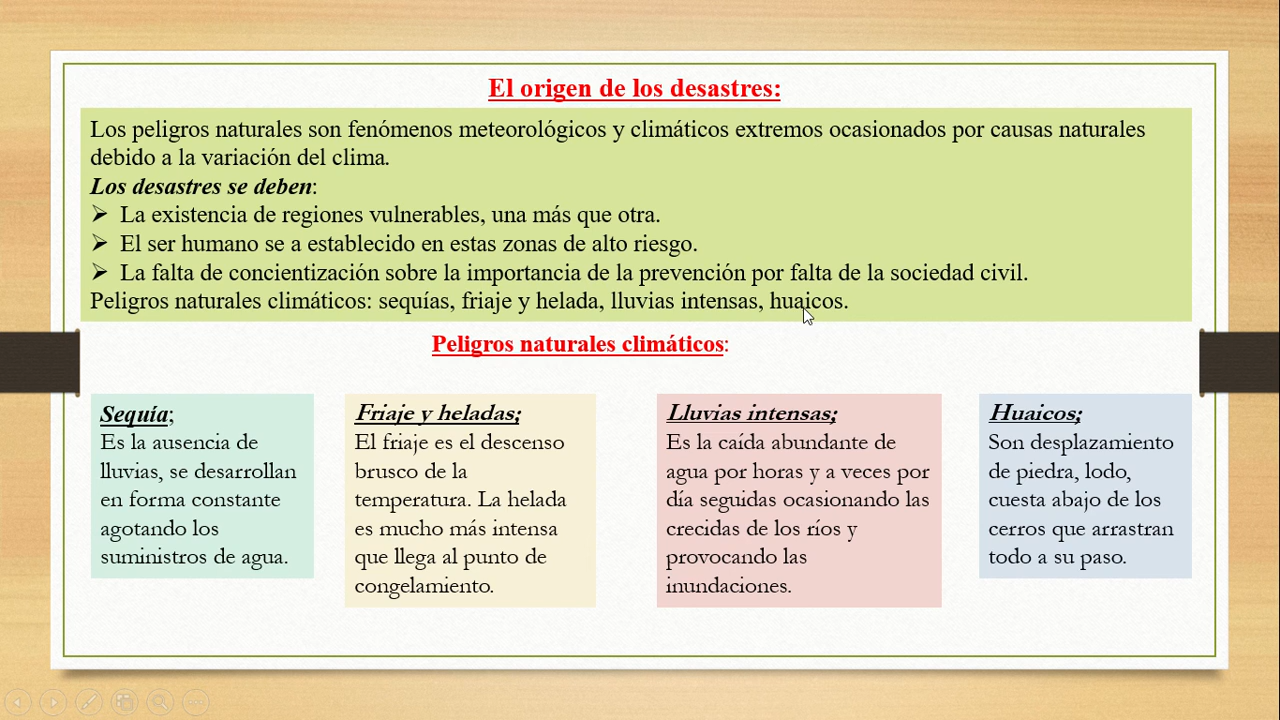 El origen de los desastres:
Los peligros naturales son fenómenos meteorológicos y climáticos extremos ocasionados por causas naturales
debido a la variación del clima.
Los desastres se deben:
➢ La existencia de regiones vulnerables, una más que otra.
➢ El ser humano se a establecido en estas zonas de alto riesgo.
➢ La falta de concientización sobre la importancia de la prevención por falta de la sociedad civil.
Peligros naturales climáticos: sequías, friaje y helada, lluvias intensas, huaicos.
Peligros naturales climáticos:
Sequía;
Es la ausencia de
lluvias, se desarrollan
en forma constante
agotando los
suministros de agua.
Friaje y heladas;
El friaje es el descenso
brusco de la
temperatura. La helada
es mucho más intensa
que llega al punto de
congelamiento.
Lluvias intensas;
Es la caída abundante de
agua por horas y a veces por
día seguidas ocasionando las
crecidas de los ríos y
provocando las
inundaciones.
Huaicos;
Son desplazamiento
de piedra, lodo,
cuesta abajo de los
cerros que arrastran
todo a su paso.